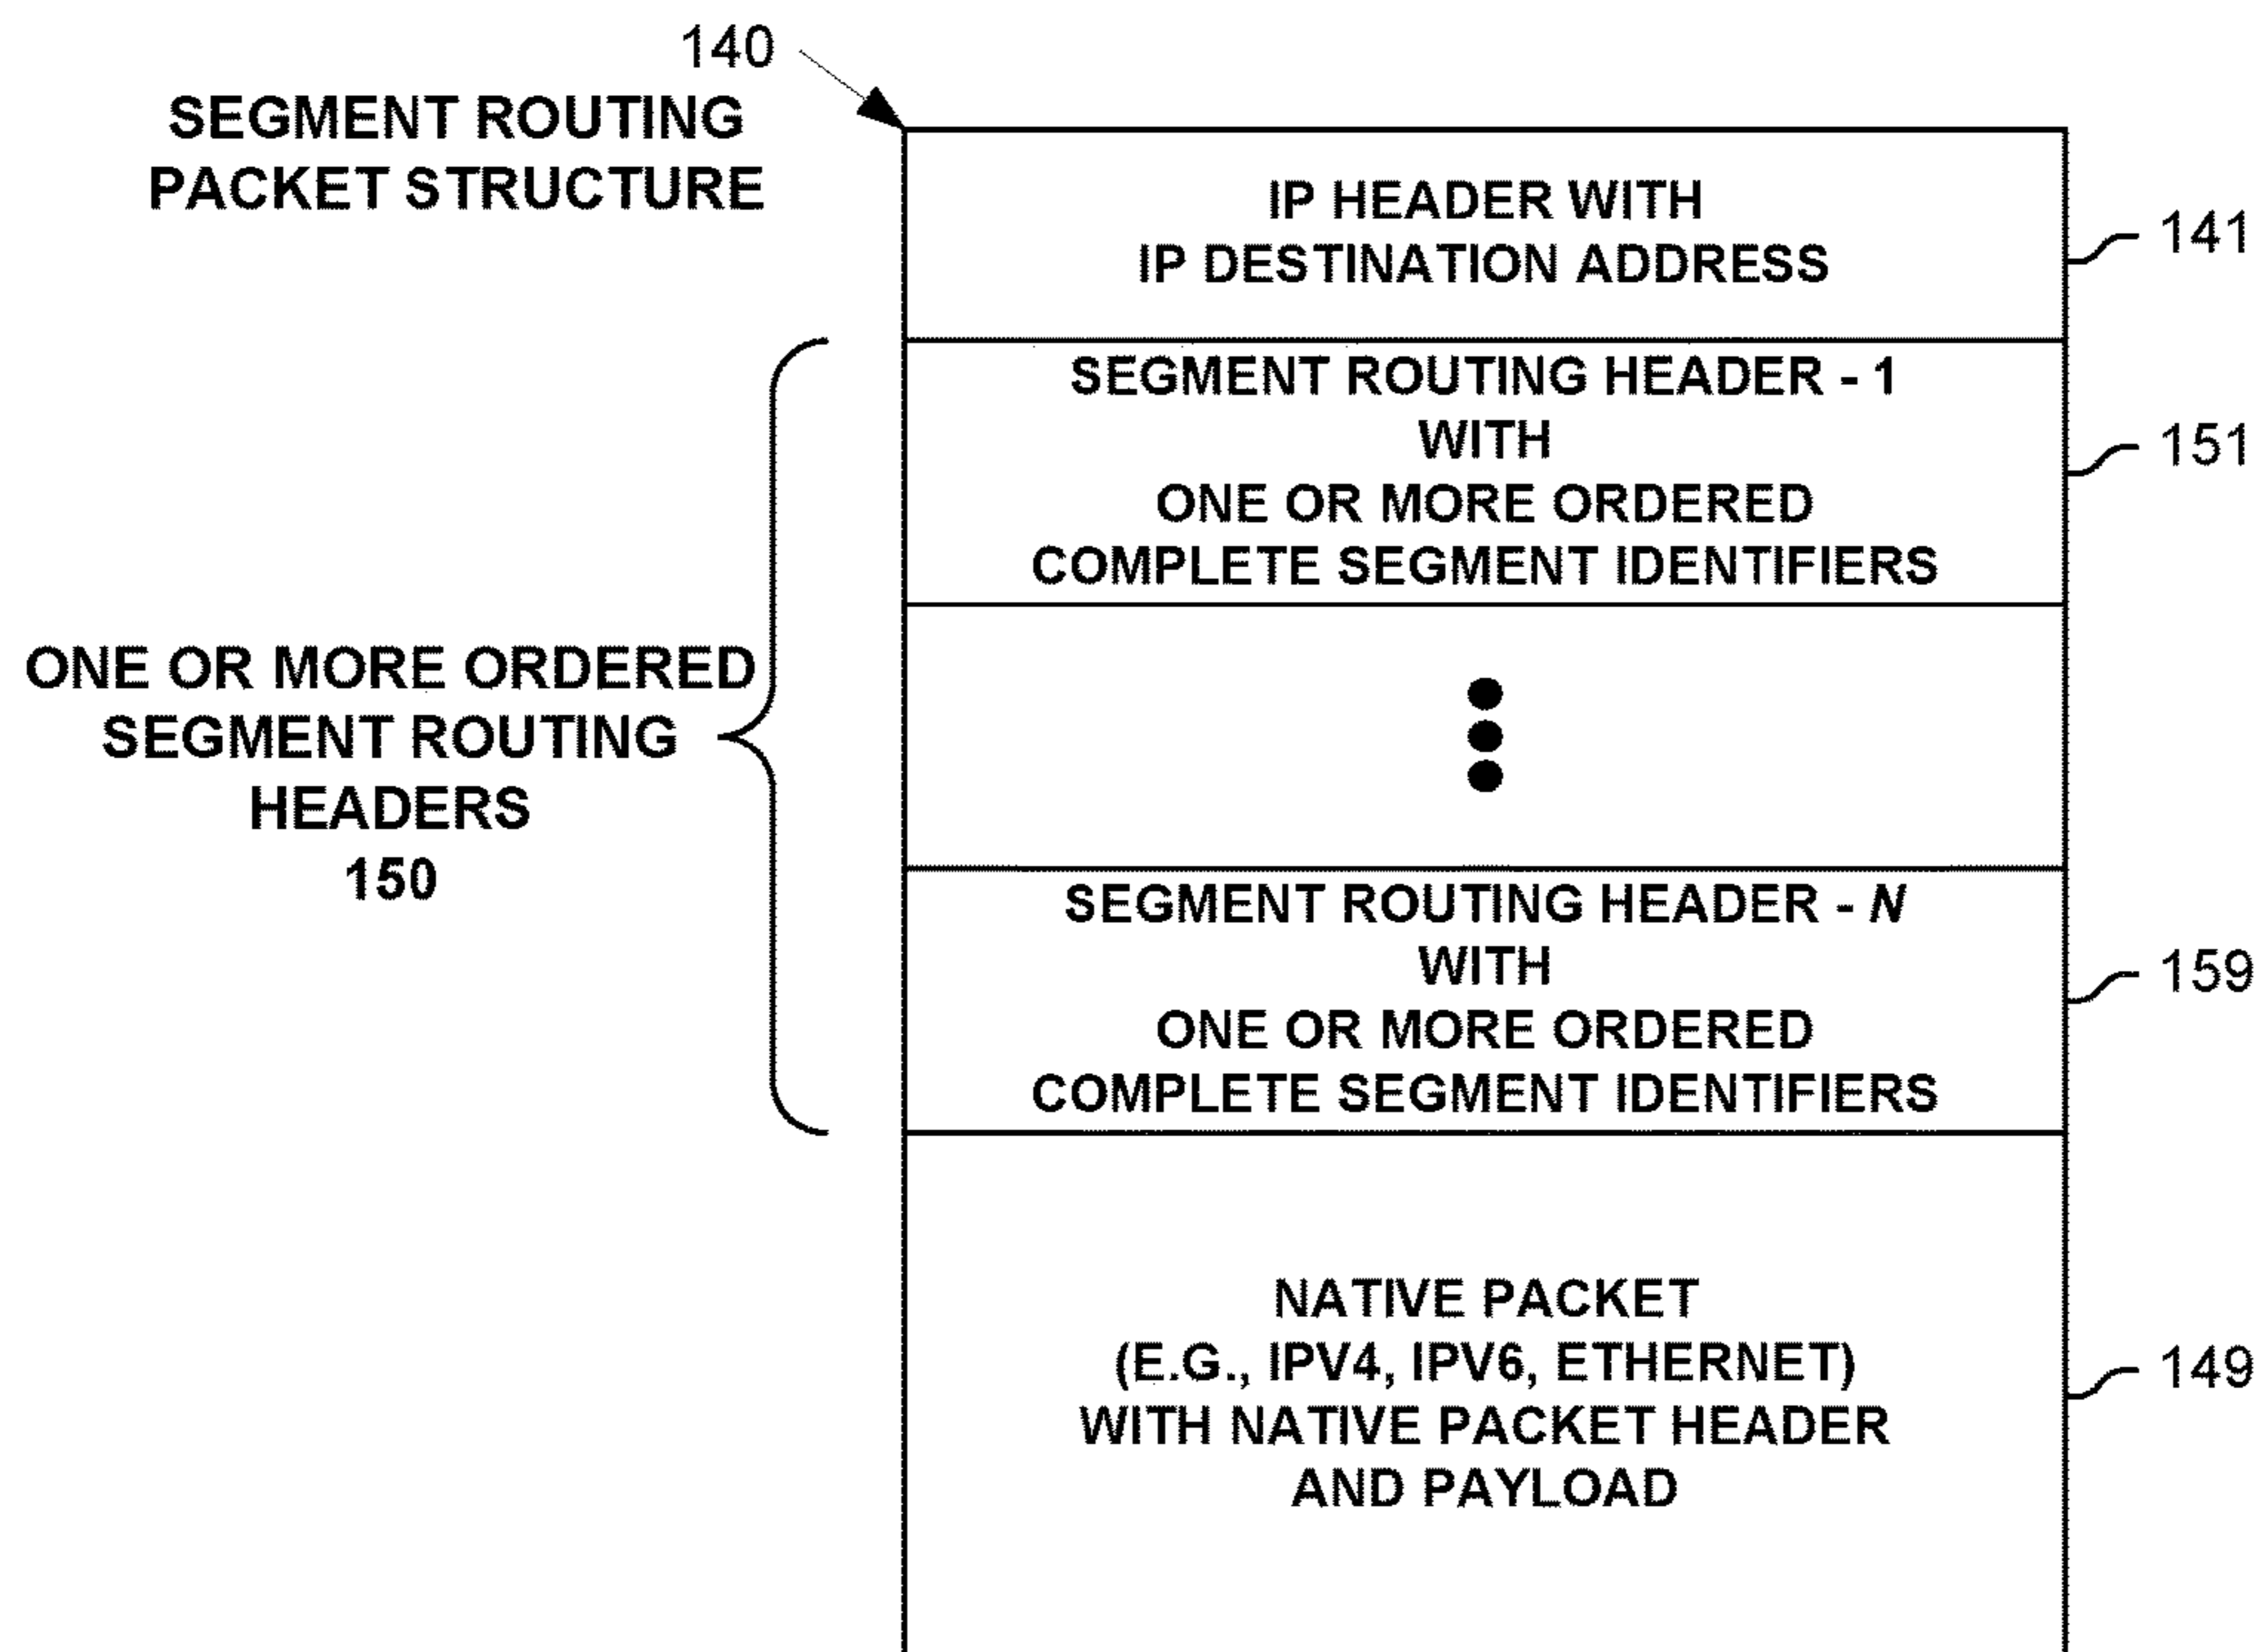 140
SEGMENT ROUTING
PACKET STRUCTURE
IP HEADER WITH
IP DESTINATION ADDRESS
141
SEGMENT ROUTING HEADER - 1
WITH
ONE OR MORE ORDERED
COMPLETE SEGMENT IDENTIFIERS
151
ONE OR MORE ORDERED
SEGMENT ROUTING
HEADERS
150
SEGMENT ROUTING HEADER - N
WITH
ONE OR MORE ORDERED
COMPLETE SEGMENT IDENTIFIERS
159
NATIVE PACKET
(E.G., IPV4, IPV6, ETHERNET)
WITH NATIVE PACKET HEADER
AND PAYLOAD
149